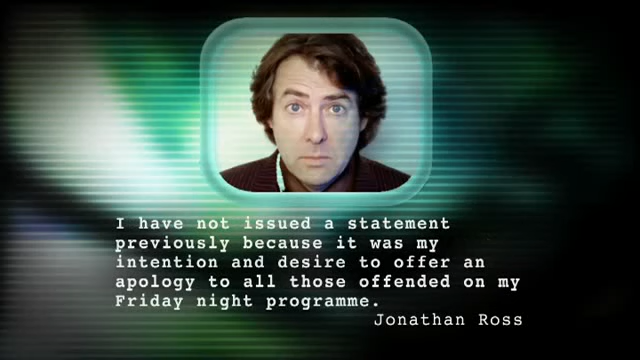 I have not issued a statement
previously because it was my
intention and desire to offer an
apology to all those offended on my
Friday night programme.
Jonathan Ross